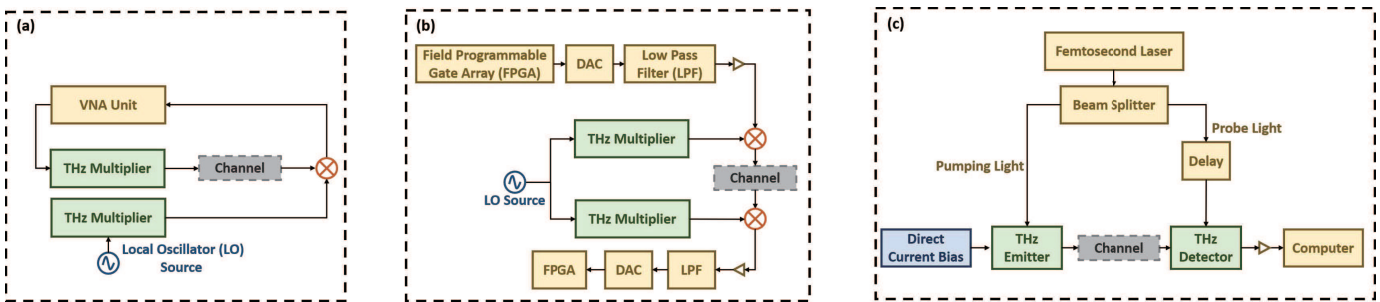 (a)
VNA Unit
THz Multiplier
Channel
THz Multiplier
Local Oscillator (LO)
Source
(b)
Field Programmable
Gate Array (FPGA)
DAC
Low Pass
Filter (LPF)
THz Multiplier
Channel
LO Source
THz Multiplier
FPGA
DAC
LPF
(c)
Femtosecond Laser
Beam Splitter
Probe Light
Pumping Light
Delay
Direct
Current Bias
THz
Emitter
Channel
THz
Detector
Computer